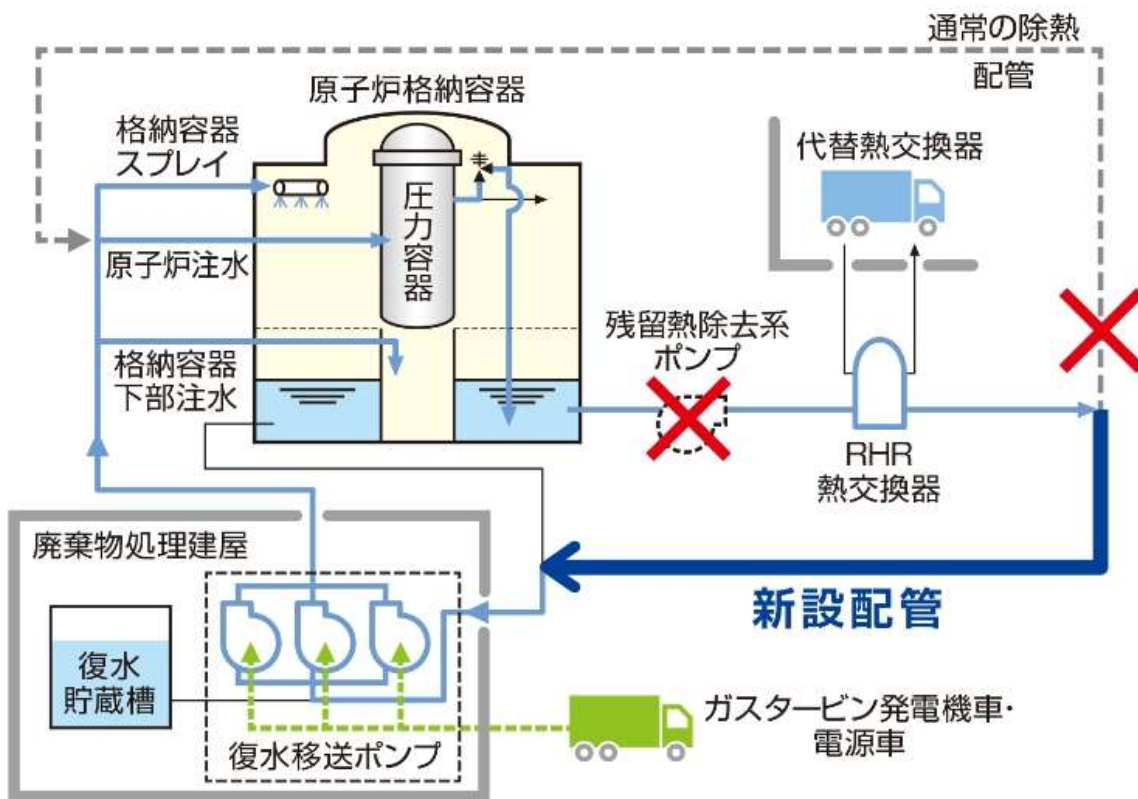 通常の除熱
配管
原子炉格納容器
格納容器
スプレイ
代替熱交換器
圧力容器
原子炉注水
残留熱除去系
ポンプ
格納容器
下部注水
RHR
熱交換器
廃棄物処理建屋
新設配管
復水
貯蔵槽
ガスタービン発電機車・
電源車
復水移送ポンプ